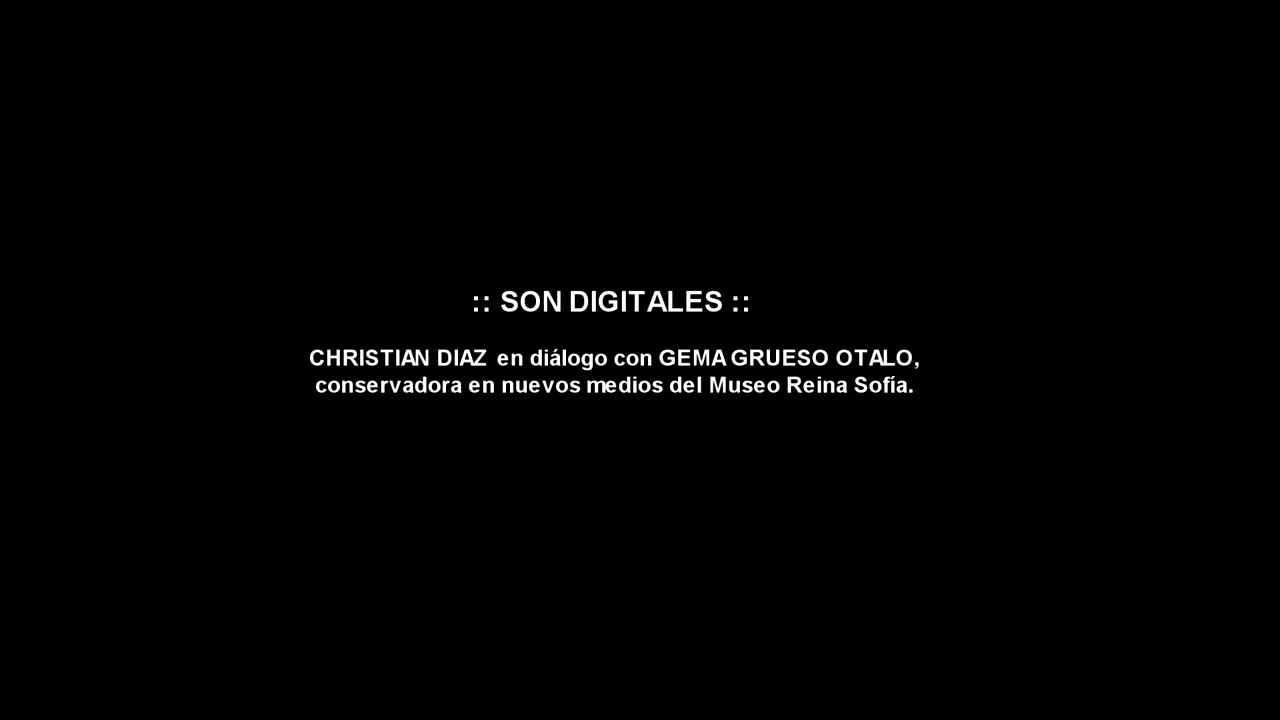 :: SON DIGITALES ::
CHRISTIAN DIAZ en diálogo con GEMA GRUESO OTALO,
conservadora en nuevos medios del Museo Reina Sofía.